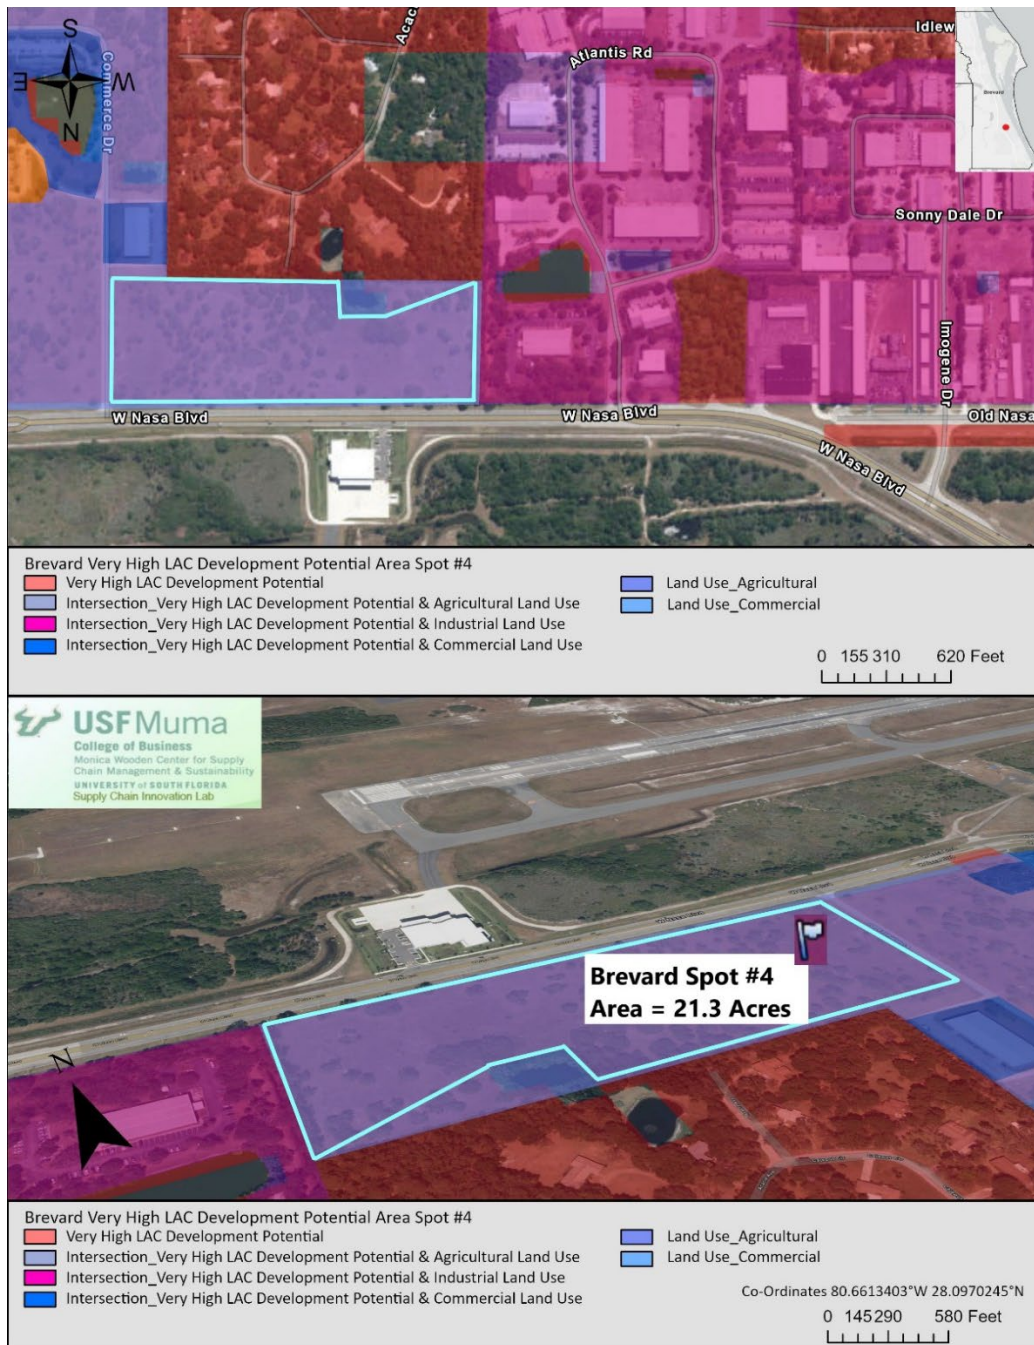 S
E
W
N
Commerce Dr
Atlantis Rd
Idlew
Brevard
Sonny Dale Dr
Imogene Dr
W Nasa Blvd
W Nasa Blvd
Old Nasa
W Nasa Blvd
Brevard Very High LAC Development Potential Area Spot #4
Very High LAC Development Potential
Intersection_Very High LAC Development Potential & Agricultural Land Use
Intersection_Very High LAC Development Potential & Industrial Land Use
Intersection_Very High LAC Development Potential & Commercial Land Use
Land Use_Agricultural
Land Use_Commercial
0 155 310 620 Feet
USF Muma
College of Business
Monica Wooden Center for Supply
Chain Management & Sustainability
UNIVERSITY of SOUTH FLORIDA
Supply Chain Innovation Lab
Brevard Spot #4
Area = 21.3 Acres
N
Brevard Very High LAC Development Potential Area Spot #4
Very High LAC Development Potential
Intersection_Very High LAC Development Potential & Agricultural Land Use
Intersection_Very High LAC Development Potential & Industrial Land Use
Intersection_Very High LAC Development Potential & Commercial Land Use
Land Use_Agricultural
Land Use_Commercial
Co-Ordinates 80.6613403°W 28.0970245°N
0 145 290 580 Feet